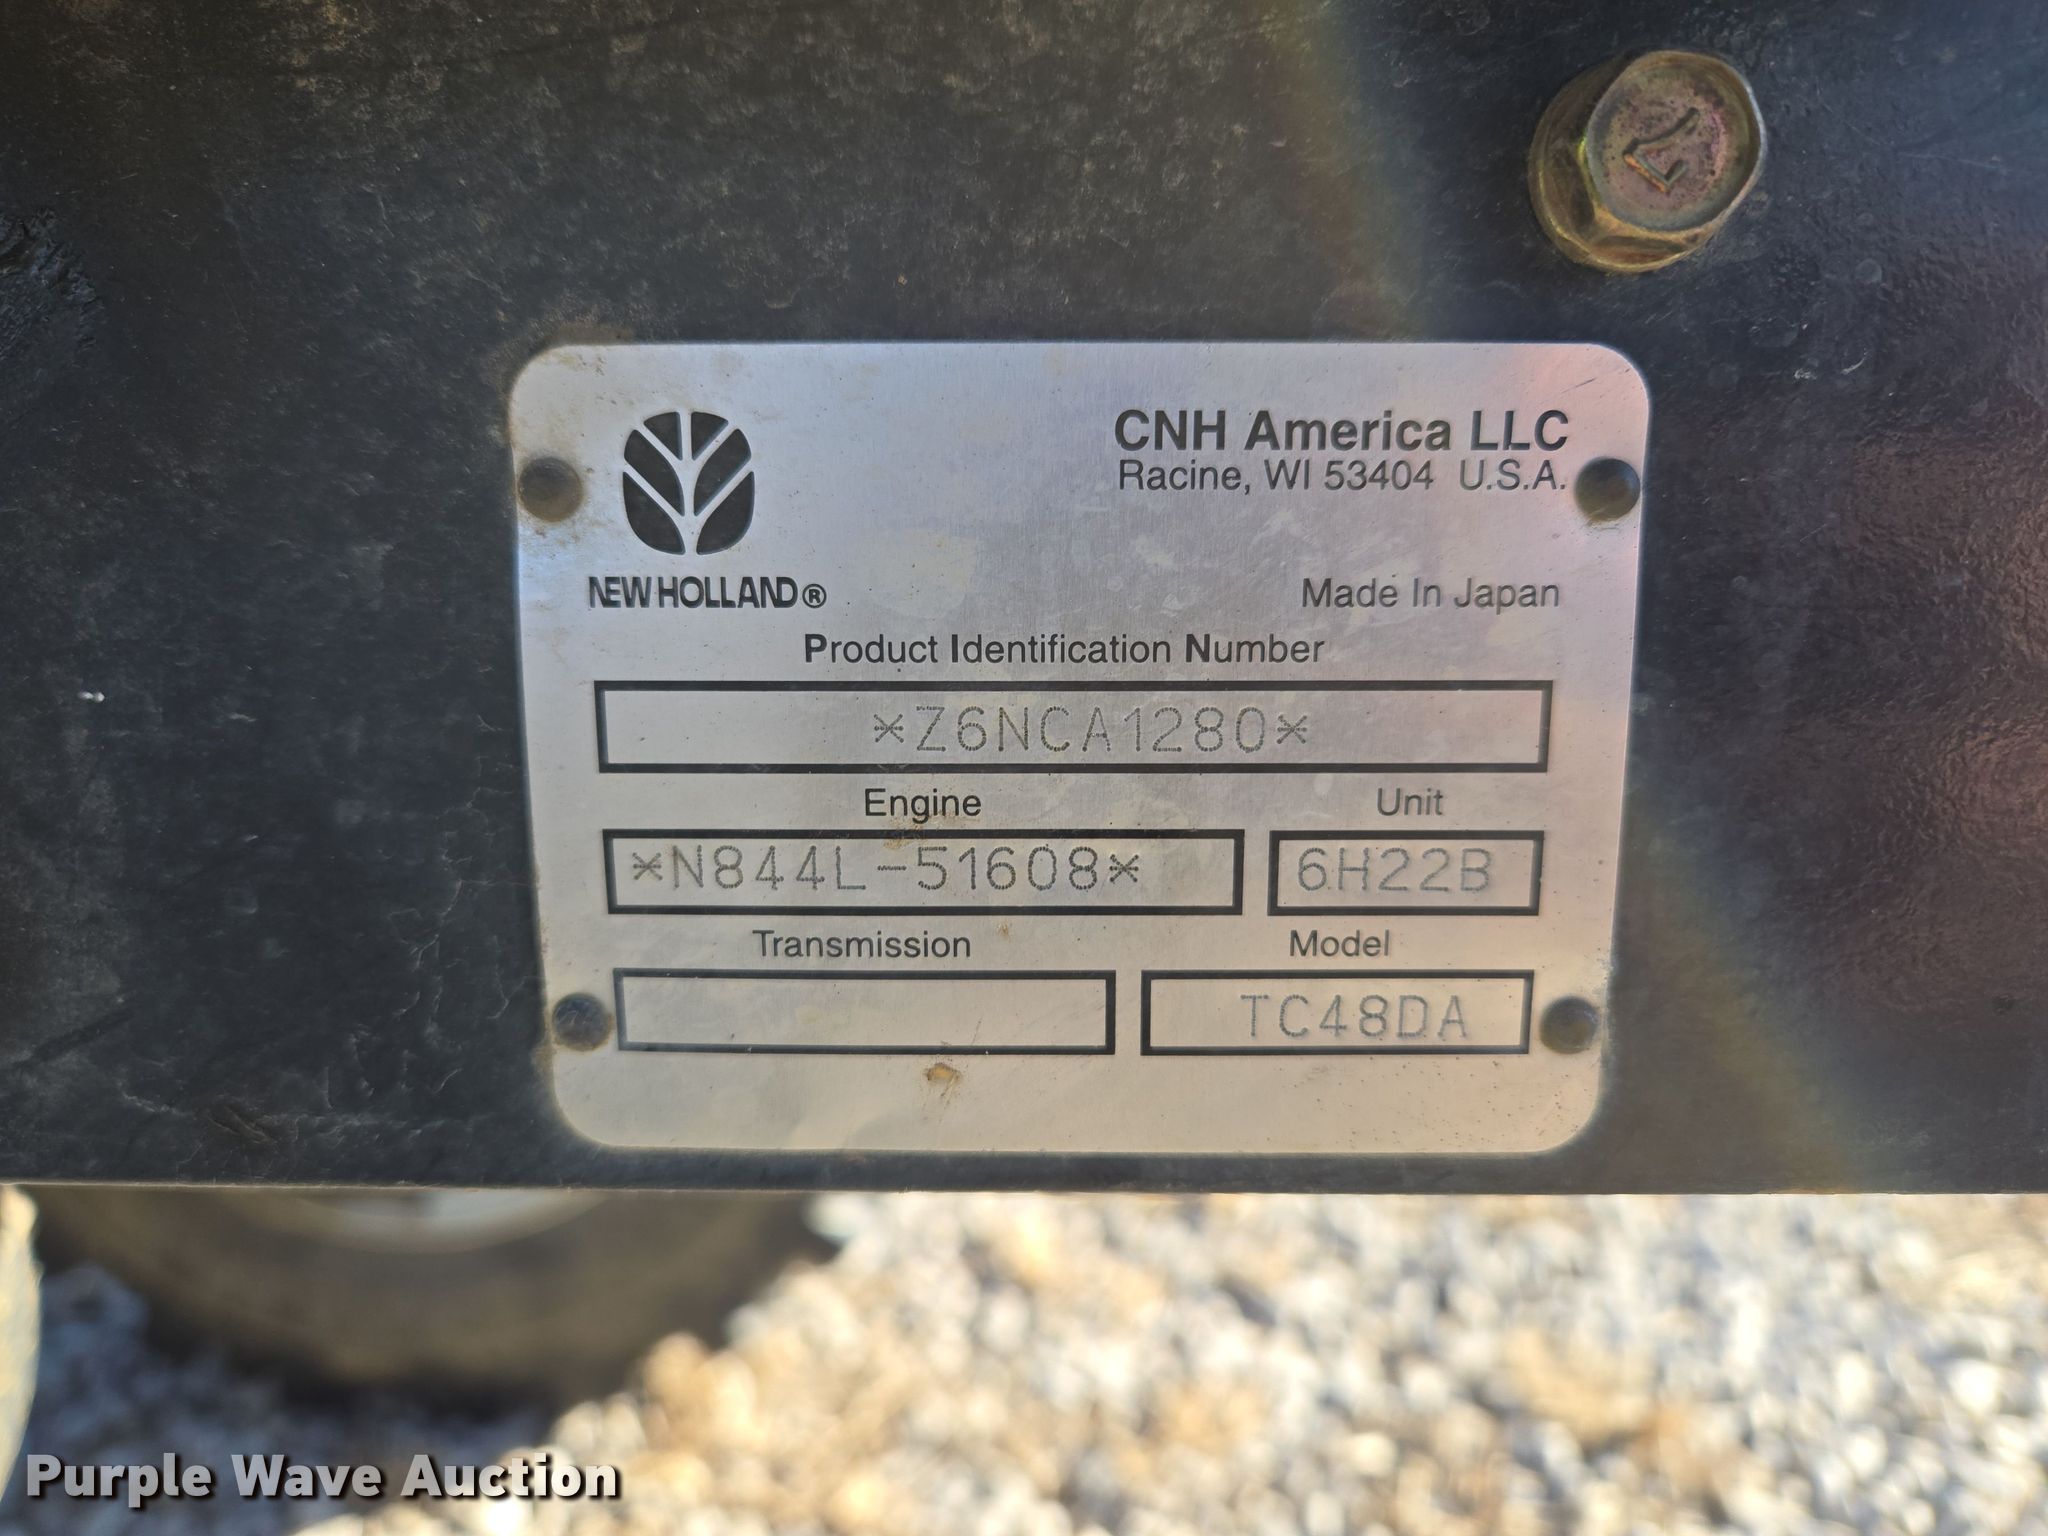 CNH America LLC
Racine, WI 53404 U.S.A.
NEW HOLLAND®
Made In Japan
Product Identification Number
*Z6NCA1280*
Engine
Unit
*N844L-51608*
6H22B
Transmission
Model
TC48DA
Purple Wave Auction